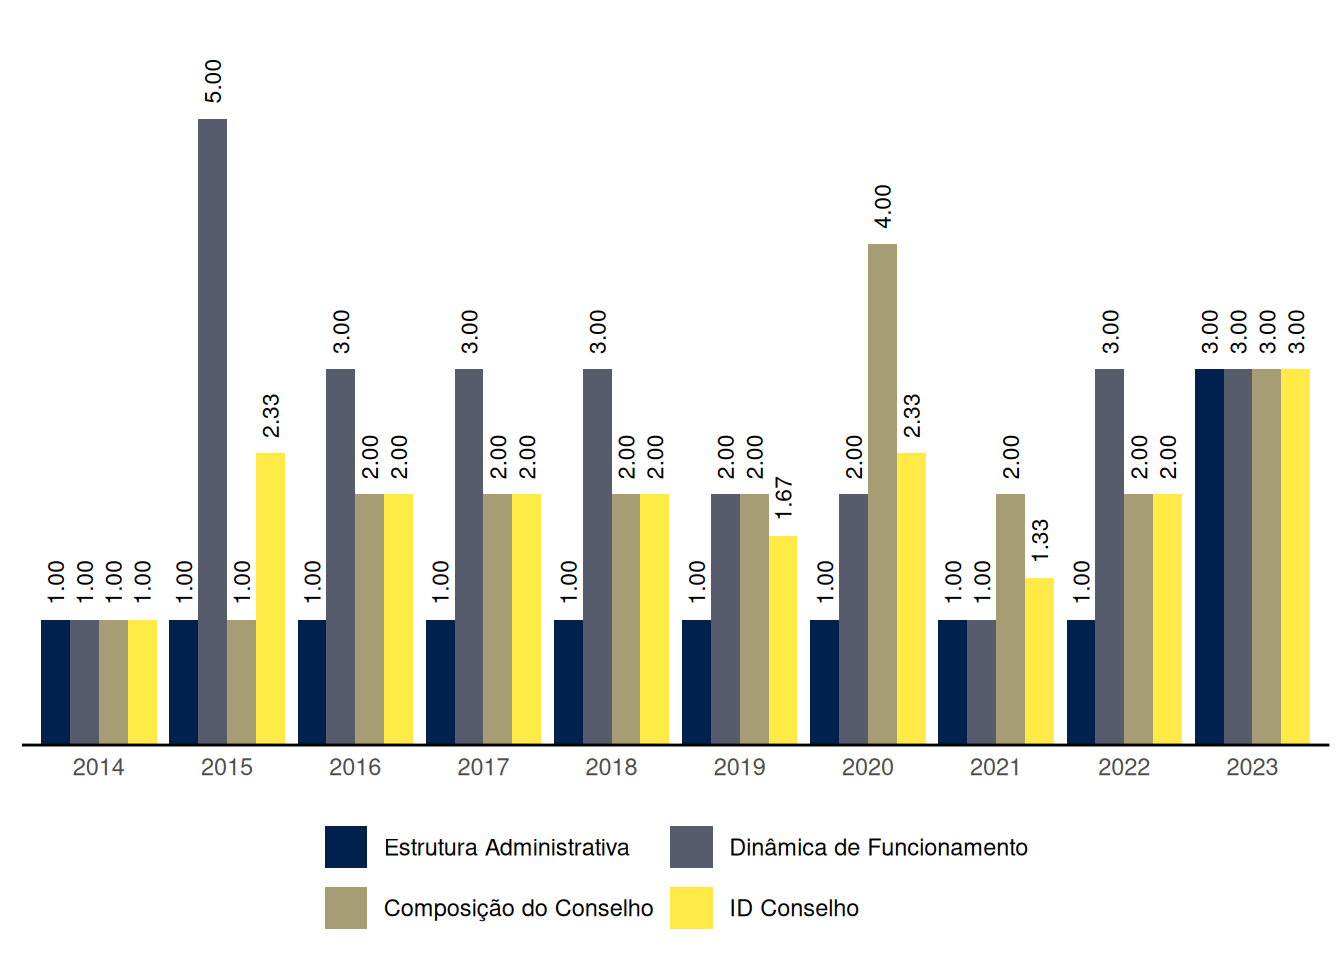 5.00
4.00
3.00 3.00 3.00 3.00 3.00 3.00 3.00 3.00
2.33 2.33
2.00 2.00 2.00 2.00 2.00 2.00 2.00 2.00 2.00 2.00 2.00 2.00
1.67
1.33
1.00 1.00 1.00 1.00 1.00 1.00 1.00 1.00 1.00 1.00 1.00 1.00 1.00 1.00
2014 2015 2016 2017 2018 2019 2020 2021 2022 2023
Estrutura Administrativa Dinâmica de Funcionamento
Composição do Conselho ID Conselho